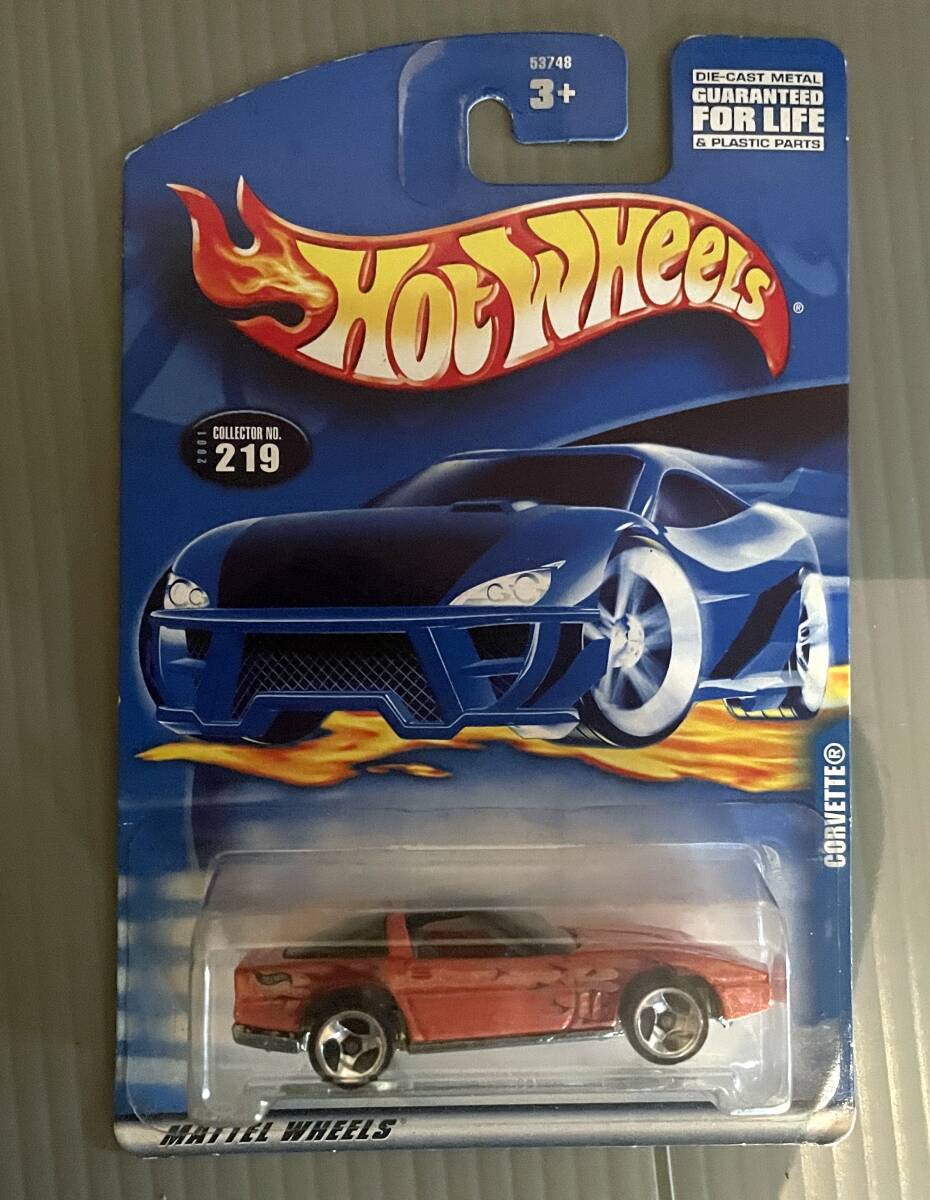 53748
3+
DIE-CAST METAL
GUARANTEED
FOR LIFE
& PLASTIC PARTS
HOT WHEELS®
2001
COLLECTOR NO.
219
CORVETTE®
MATTEL WHEELS